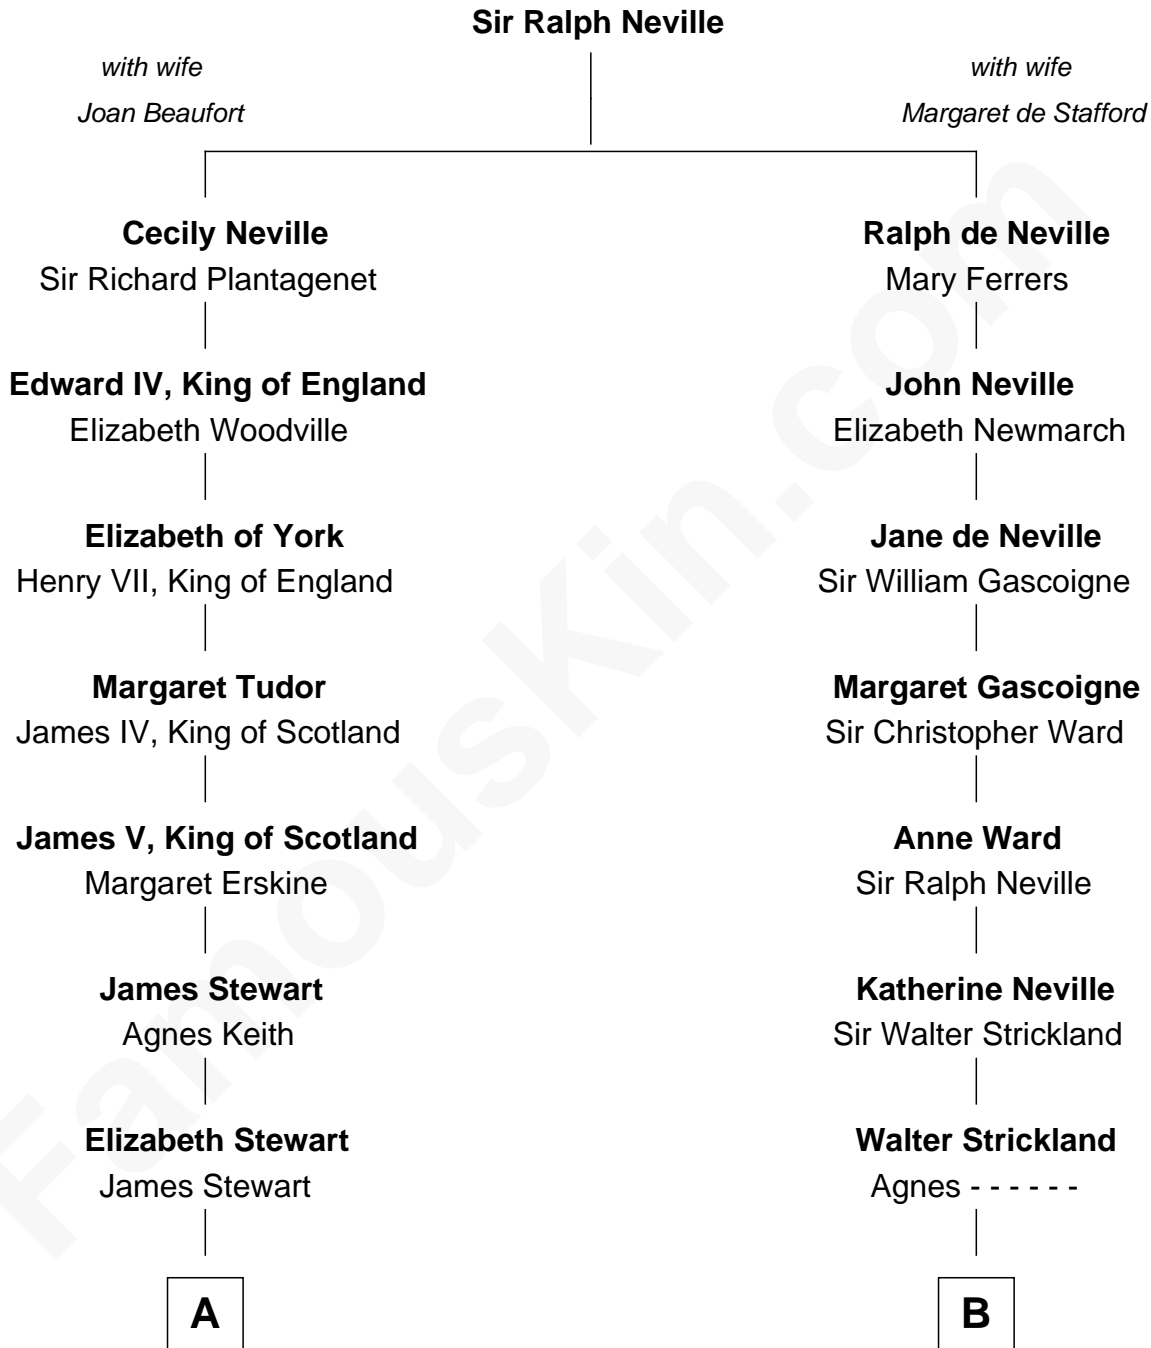 Sir Ralph Neville
with wife
Joan Beaufort
with wife
Margaret de Stafford
Cecily Neville
Sir Richard Plantagenet
Ralph de Neville
Mary Ferrers
Edward IV, King of England
Elizabeth Woodville
John Neville
Elizabeth Newmarch
Elizabeth of York
Henry VII, King of England
Jane de Neville
Sir William Gascoigne
Margaret Tudor
James IV, King of Scotland
Margaret Gascoigne
Sir Christopher Ward
James V, King of Scotland
Margaret Erskine
Anne Ward
Sir Ralph Neville
James Stewart
Agnes Keith
Katherine Neville
Sir Walter Strickland
Elizabeth Stewart
James Stewart
Walter Strickland
Agnes - - - - - -
A
B
FamousKin.com